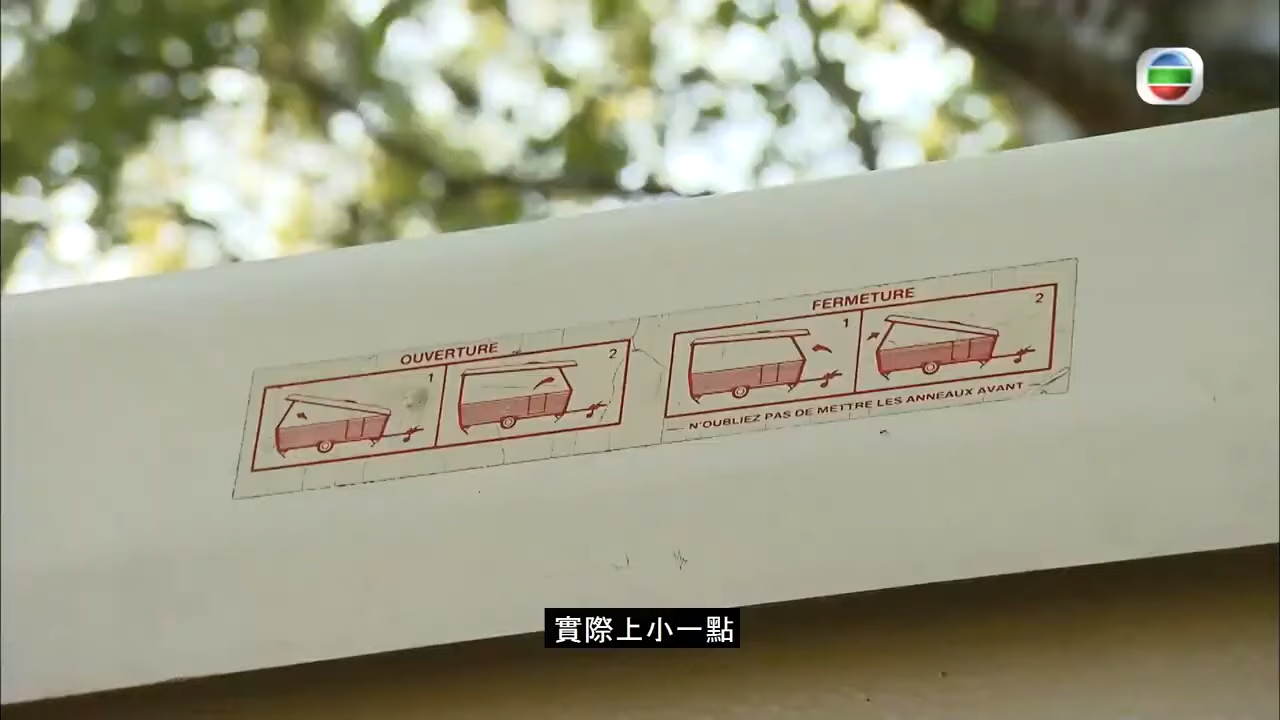 OUVERTURE
1
2
FERMETURE
1
2
N'OUBLIEZ PAS DE METTRE LES ANNEAUX AVANT
實際上小一點